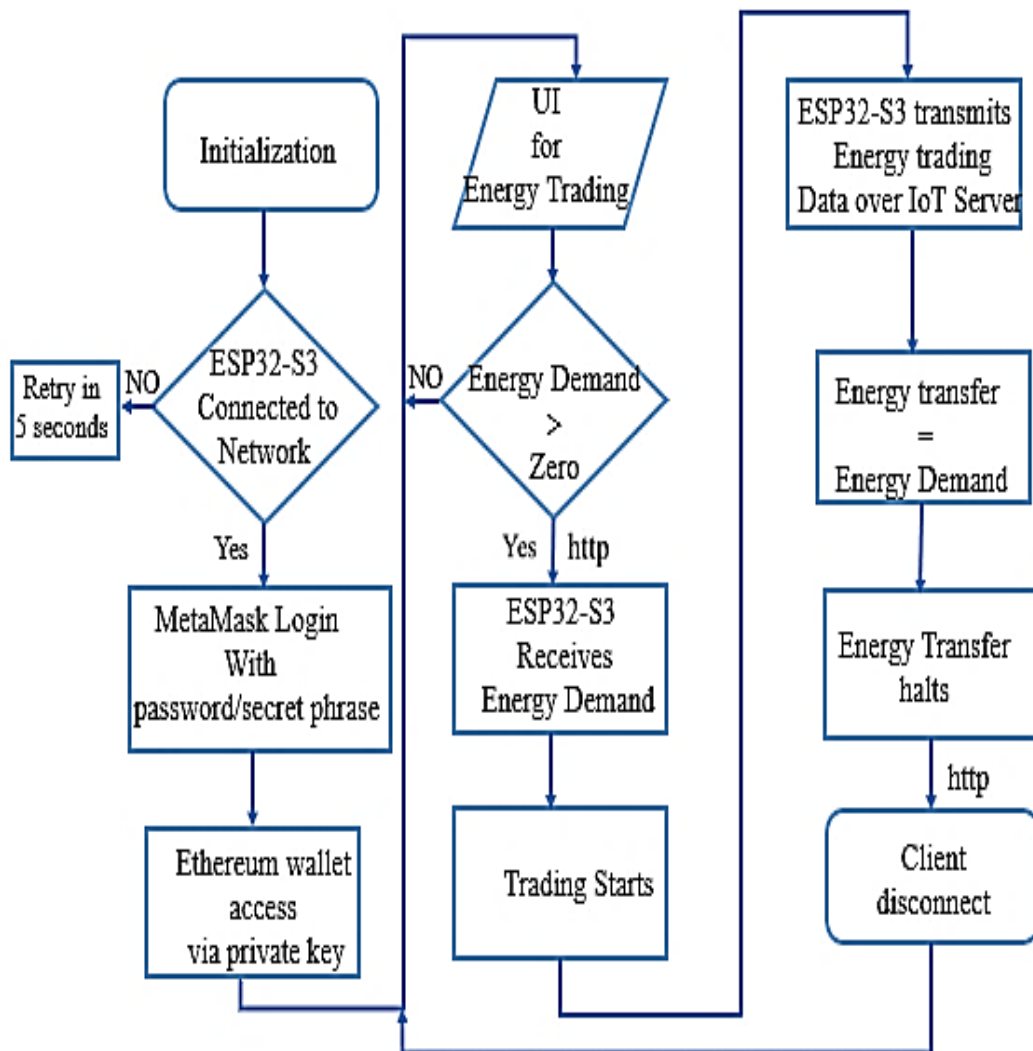 Initialization
ESP32-S3
Connected to
Network
NO
Retry in
5 seconds
Yes
MetaMask Login
With
password/secret phrase
Ethereum wallet
access
via private key
UI
for
Energy Trading
Energy Demand
>
Zero
NO
Yes
http
ESP32-S3
Receives
Energy Demand
Trading Starts
ESP32-S3 transmits
Energy trading
Data over IoT Server
Energy transfer
=
Energy Demand
Energy Transfer
halts
http
Client
disconnect